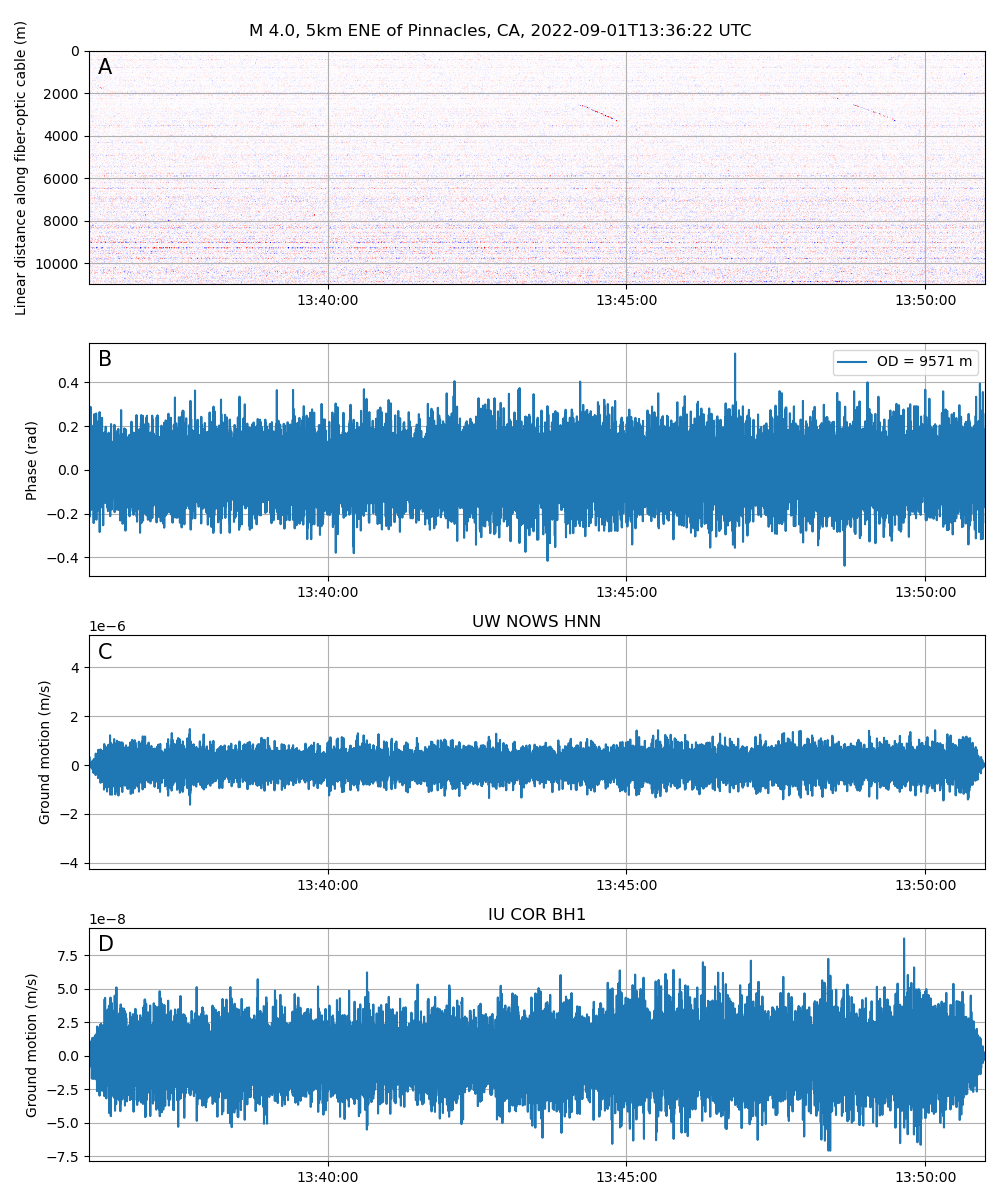 M 4.0, 5km ENE of Pinnacles, CA, 2022-09-01T13:36:22 UTC
A
Linear distance along fiber-optic cable (m)
0
2000
4000
6000
8000
10000
13:40:00
13:45:00
13:50:00
B
OD = 9571 m
Phase (rad)
0.4
0.2
0.0
−0.2
−0.4
13:40:00
13:45:00
13:50:00
UW NOWS HNN
1e−6
C
Ground motion (m/s)
4
2
0
−2
−4
13:40:00
13:45:00
13:50:00
IU COR BH1
1e−8
D
Ground motion (m/s)
7.5
5.0
2.5
0.0
−2.5
−5.0
−7.5
13:40:00
13:45:00
13:50:00